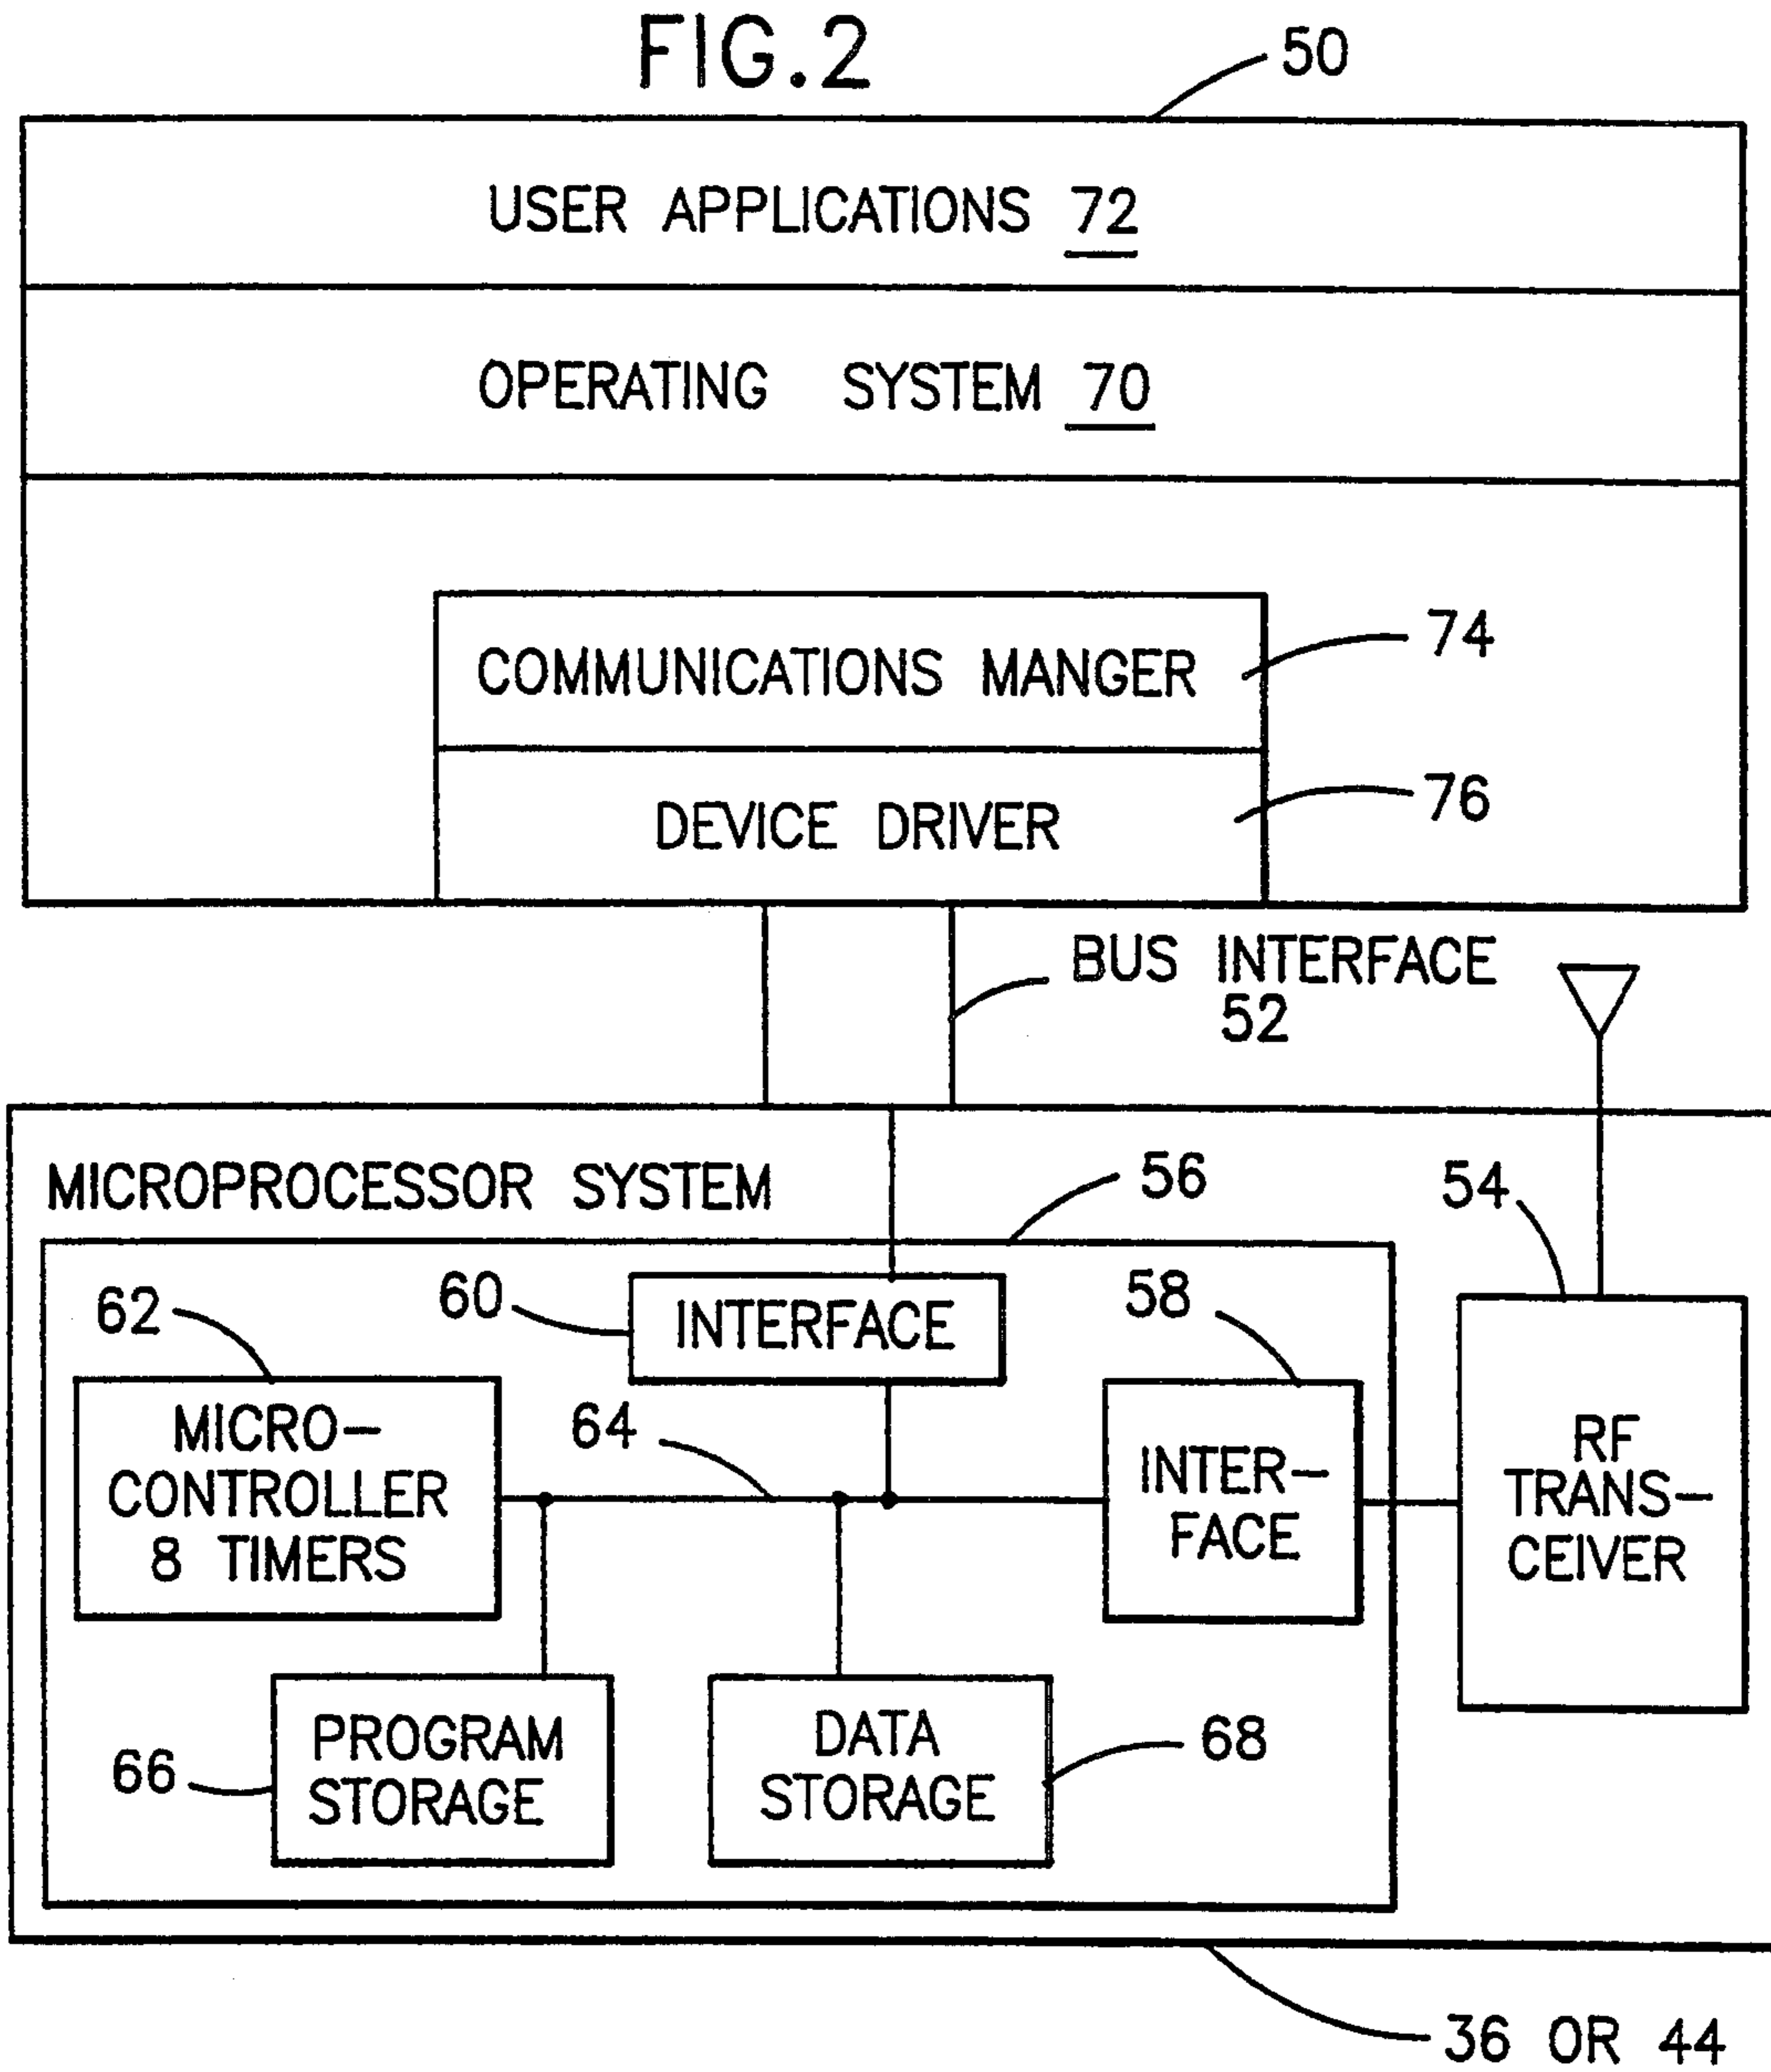 FIG.2
50
USER APPLICATIONS 72
OPERATING SYSTEM 70
COMMUNICATIONS MANGER
74
DEVICE DRIVER
76
BUS INTERFACE
52
MICROPROCESSOR SYSTEM
56
54
62
60
INTERFACE
58
MICRO-
CONTROLLER
8 TIMERS
64
INTER-
FACE
RF
TRANS-
CEIVER
66
PROGRAM
STORAGE
DATA
STORAGE
68
36 OR 44